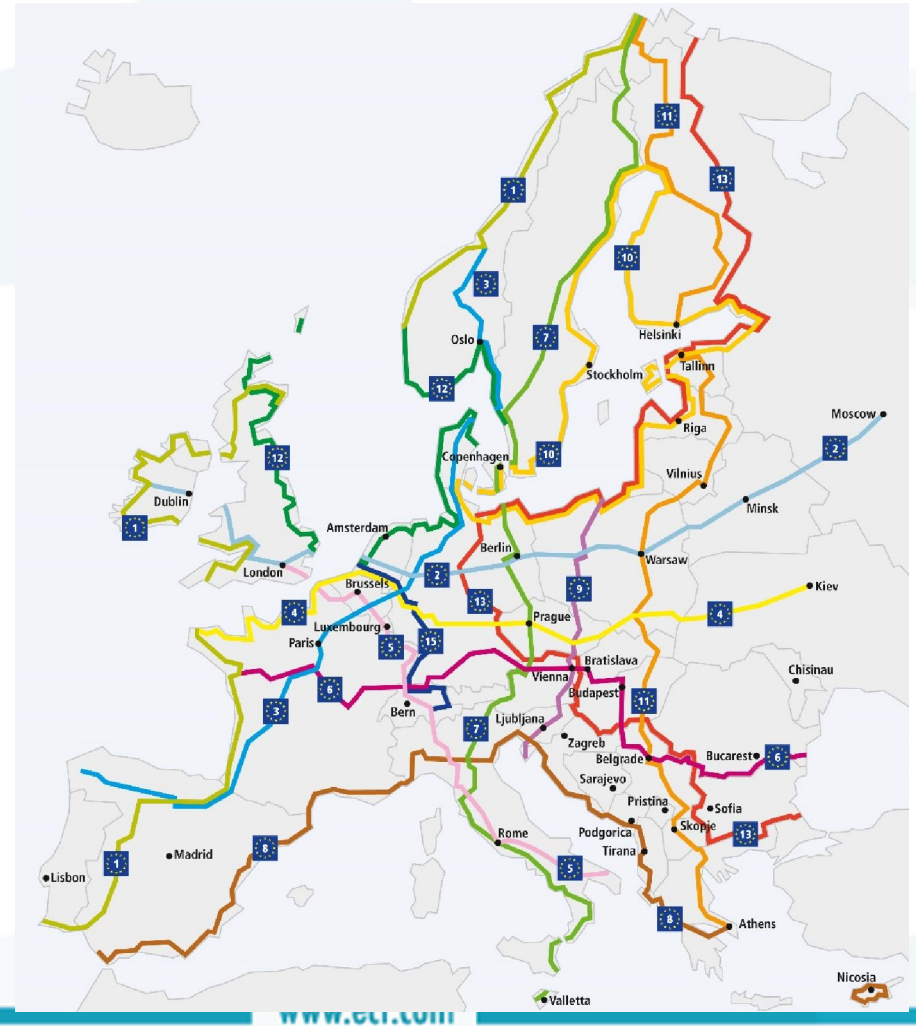 11
1
13
10
3
Oslo
Helsinki
7
Tallinn
Stockholm
12
Moscow
Riga
2
10
12
Copenhagen
Vilnius
Dublin
Minsk
1
Amsterdam
Berlin
Warsaw
London
2
Brussels
9
Kiev
13
4
4
Prague
Luxembourg
15
Paris
5
Bratislava
Vienna
Chisinau
6
Budapest
11
Bern
3
Ljubljana
7
Zagreb
Belgrade
Bucarest
6
Sarajevo
Pristina
Sofia
Skopje
Podgorica
13
Rome
8
Tirana
Madrid
1
5
Lisbon
8
Athens
Nicosia
Valletta
www.ecf.com